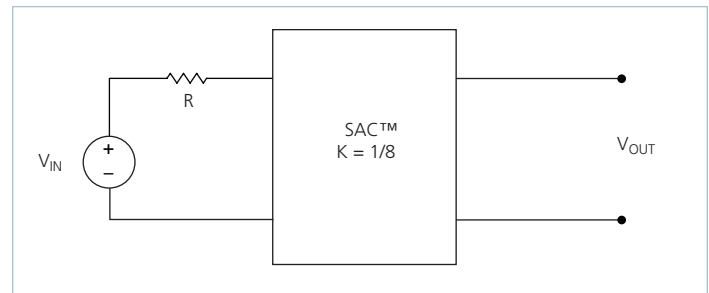 R
SAC™
K = 1/8
V_IN
+
–
V_OUT